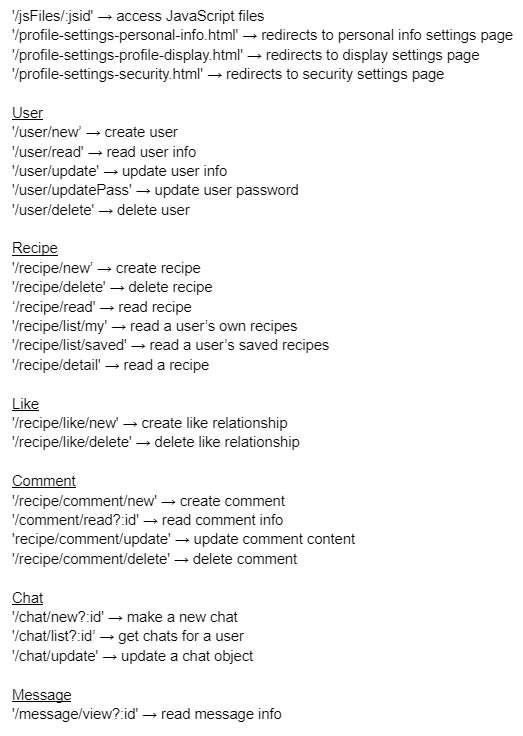 '/jsFiles/:jsid' → access JavaScript files
'/profile-settings-personal-info.html' → redirects to personal info settings page
'/profile-settings-profile-display.html' → redirects to display settings page
'/profile-settings-security.html' → redirects to security settings page
User
'/user/new’ → create user
'/user/read' → read user info
'/user/update' → update user info
'/user/updatePass' → update user password
'/user/delete' → delete user
Recipe
'/recipe/new’ → create recipe
'/recipe/delete' → delete recipe
‘/recipe/read' → read recipe
'/recipe/list/my' → read a user’s own recipes
'/recipe/list/saved' → read a user’s saved recipes
'/recipe/detail' → read a recipe
Like
'/recipe/like/new' → create like relationship
'/recipe/like/delete' → delete like relationship
Comment
'/recipe/comment/new' → create comment
'/comment/read?:id' → read comment info
'recipe/comment/update' → update comment content
'/recipe/comment/delete' → delete comment
Chat
'/chat/new?:id' → make a new chat
'/chat/list?:id’ → get chats for a user
'/chat/update' → update a chat object
Message
'/message/view?:id' → read message info